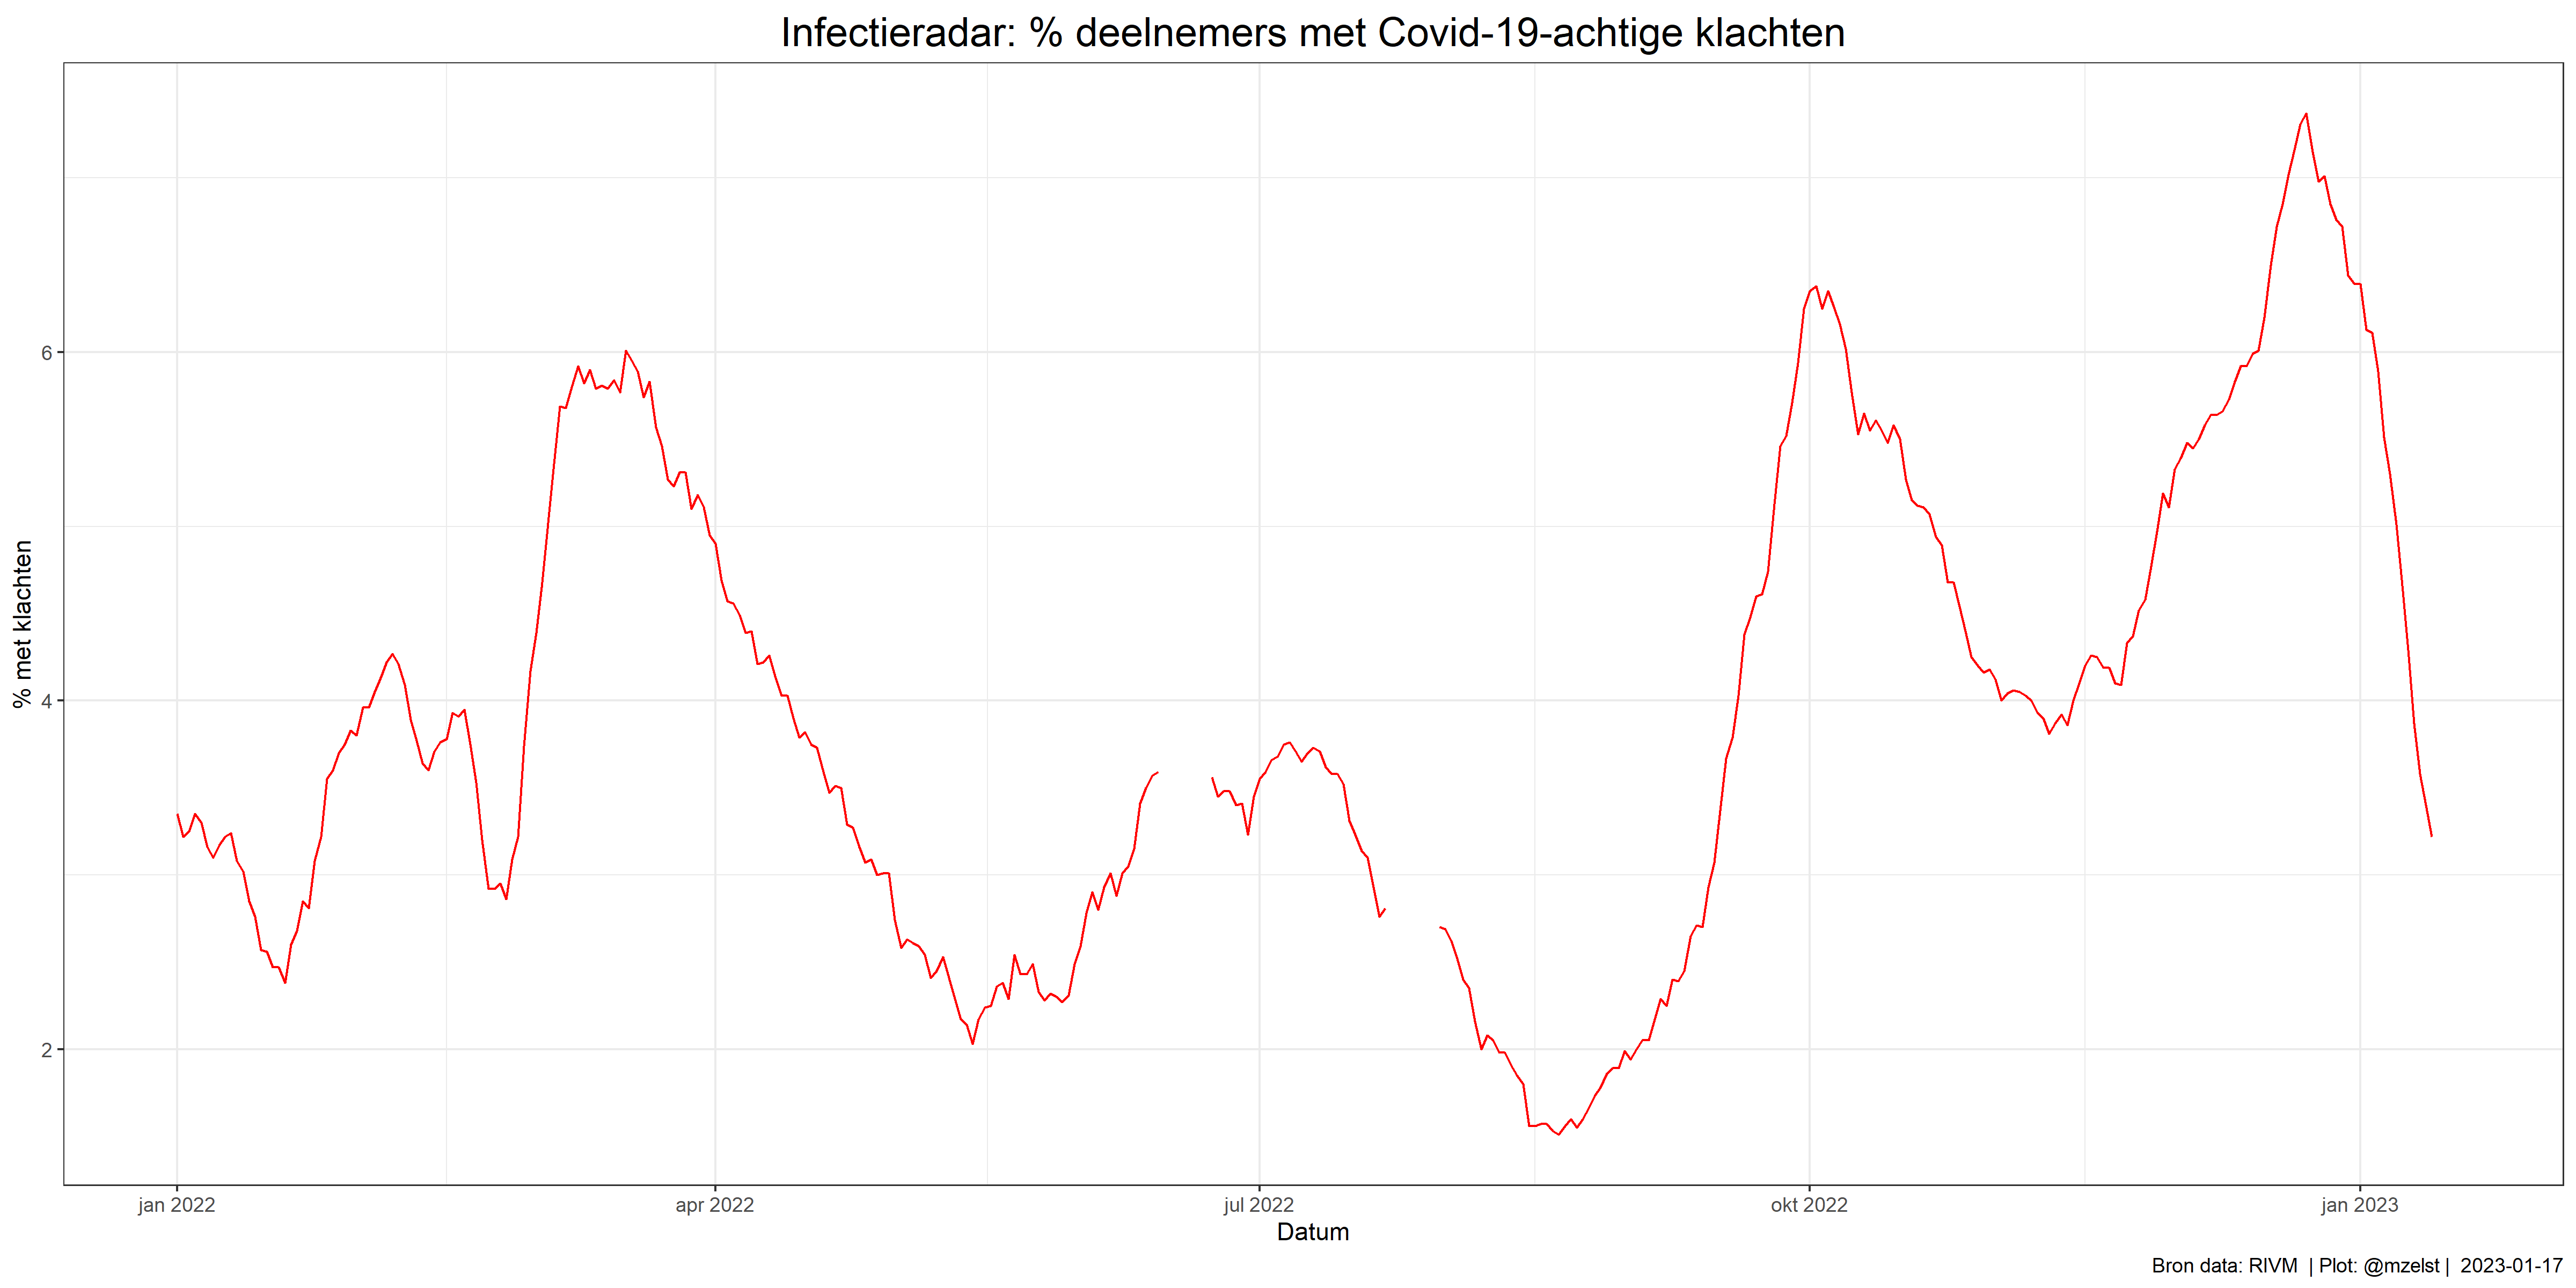 Infectieradar: % deelnemers met Covid-19-achtige klachten
% met klachten
6
4
2
jan 2022 apr 2022 jul 2022 okt 2022 jan 2023
Datum
Bron data: RIVM | Plot: @mzelst | 2023-01-17